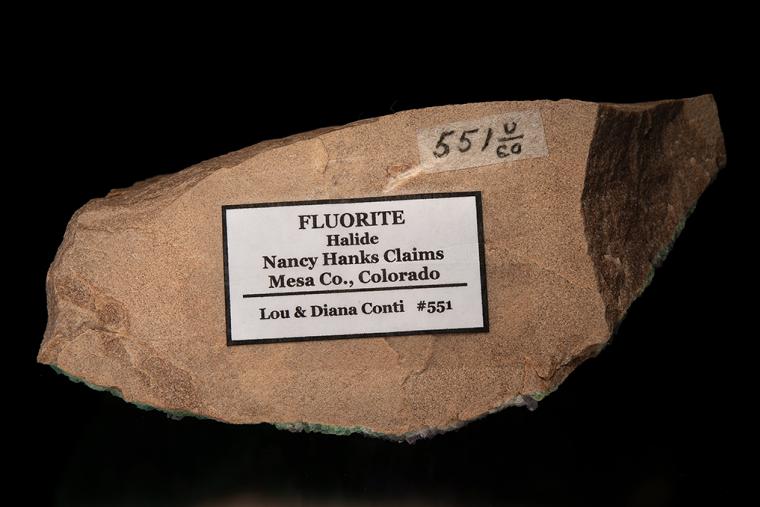 551 U/CO
FLUORITE
Halide
Nancy Hanks Claims
Mesa Co., Colorado
Lou & Diana Conti #551